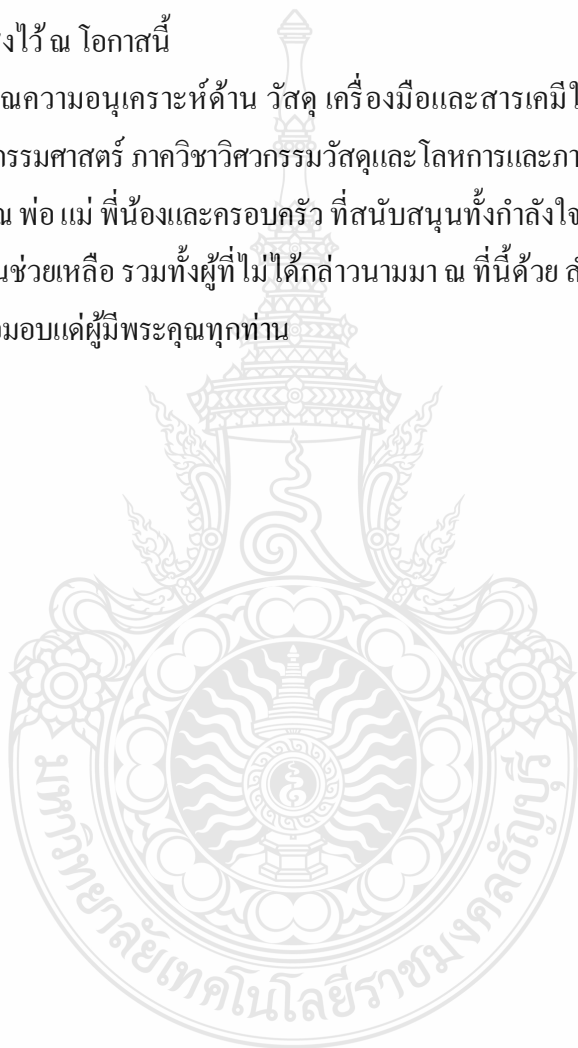 งไว้ ณ โอกาสนี้
ณความอนุเคราะห์ด้าน วัสดุ เครื่องมือและสารเคมีใ
กรรมศาสตร์ ภาควิชาวิศวกรรมวัสดุและโลหการและภา
ณ พ่อ แม่ พี่น้องและครอบครัว ที่สนับสนุนทั้งกำลังใจ
นช่วยเหลือ รวมทั้งผู้ที่ไม่ได้กล่าวนามมา ณ ที่นี้ด้วย ส
มอบแด่ผู้มีพระคุณทุกท่าน
มหาวิทยาลัยเทคโนโลยีราชมงคลธัญบุรี